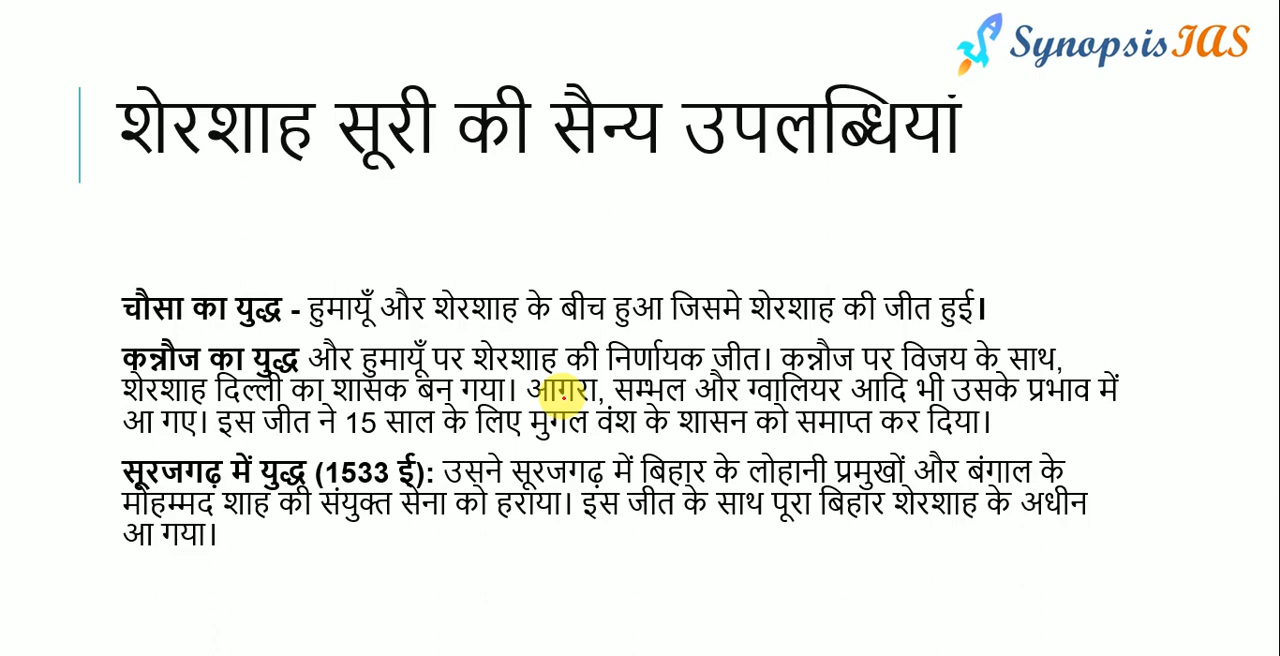 SynopsisIAS
शेरशाह सूरी की सैन्य उपलब्धियां
चौसा का युद्ध - हुमायूँ और शेरशाह के बीच हुआ जिसमे शेरशाह की जीत हुई।
कन्नौज का युद्ध और हुमायूँ पर शेरशाह की निर्णायक जीत। कन्नौज पर विजय के साथ,
शेरशाह दिल्ली का शासक बन गया। आगरा, सम्भल और ग्वालियर आदि भी उसके प्रभाव में
आ गए। इस जीत ने 15 साल के लिए मुगल वंश के शासन को समाप्त कर दिया।
सूरजगढ़ में युद्ध (1533 ई): उसने सूरजगढ़ में बिहार के लोहानी प्रमुखों और बंगाल के
मोहम्मद शाह की संयुक्त सेना को हराया। इस जीत के साथ पूरा बिहार शेरशाह के अधीन
आ गया।